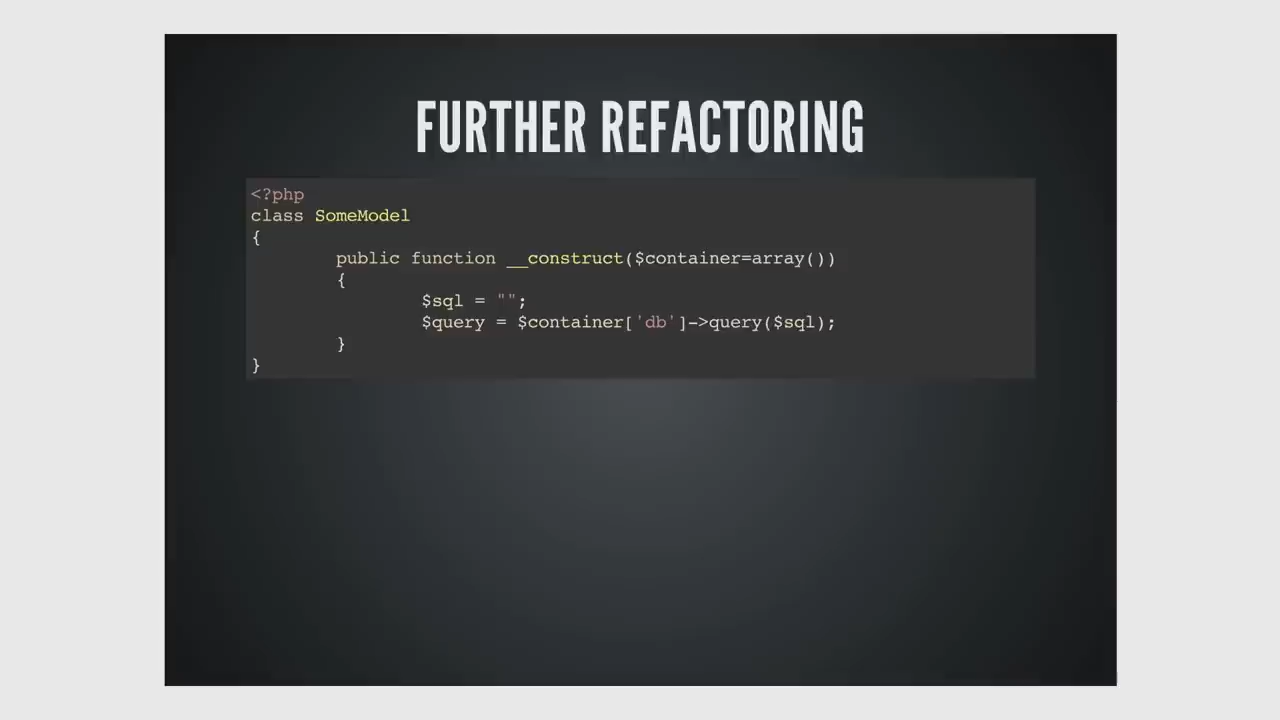 FURTHER REFACTORING
<?php
class SomeModel
{
        public function __construct($container=array())
        {
                $sql = "";
                $query = $container['db']->query($sql);
        }
}